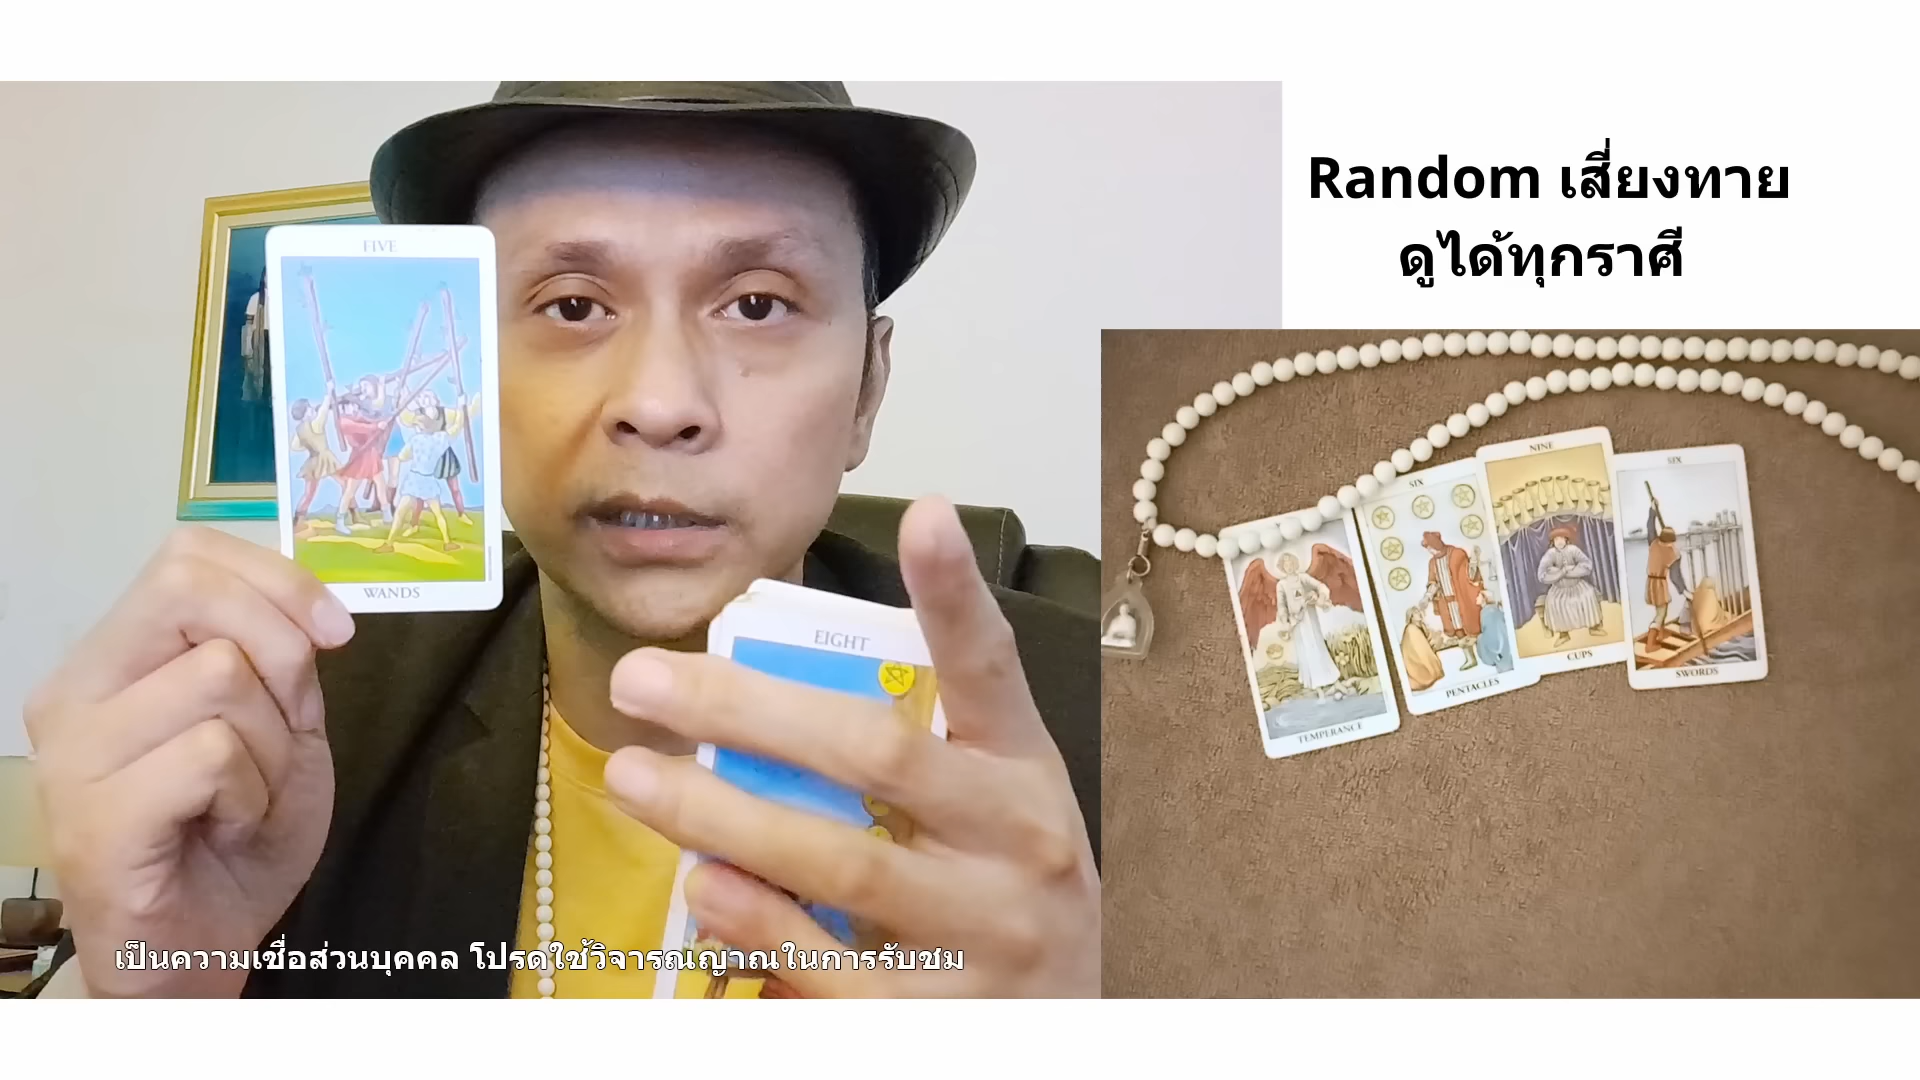 Random เสี่ยงทาย
ดูได้ทุกราศี
FIVE
WANDS
EIGHT
SIX
PENTACLES
NINE
CUPS
SIX
SWORDS
TEMPERANCE
เป็นความเชื่อส่วนบุคคล โปรดใช้วิจารณญาณในการรับชม